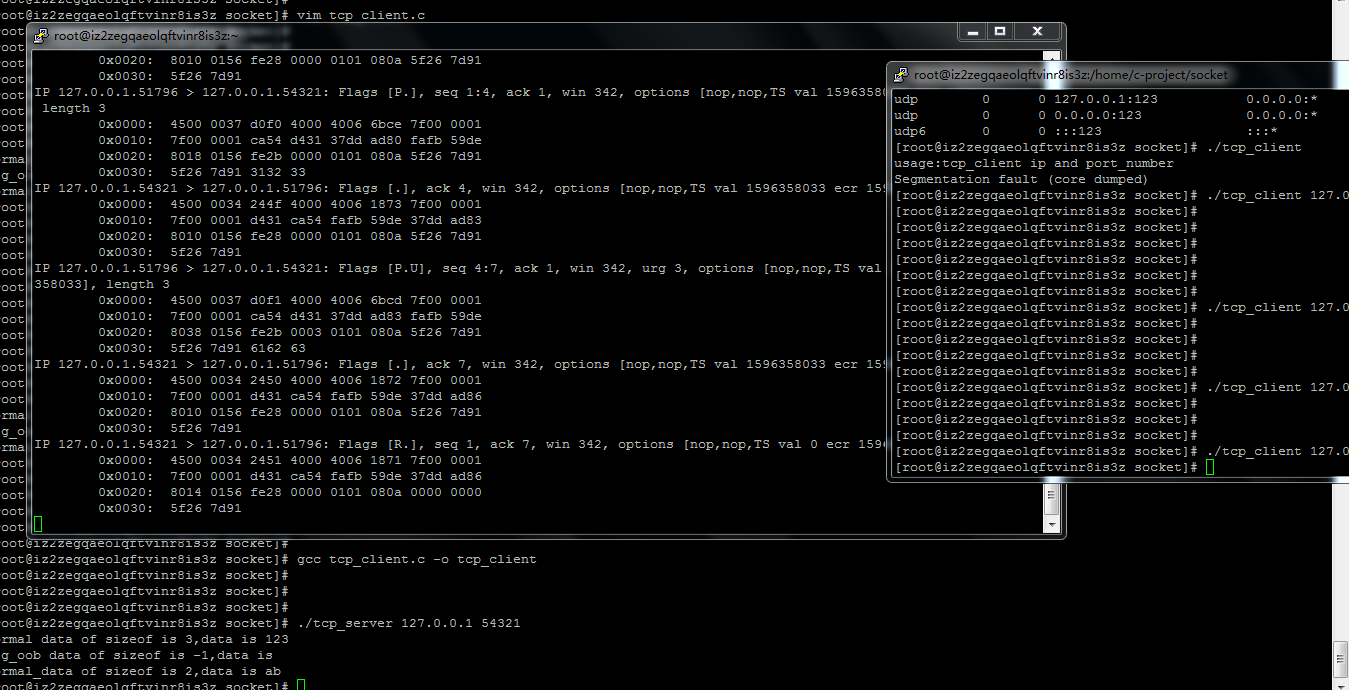 oot@iz2zegqaeolqftvinr8is3z socket]# vim tcp_client.c
root@iz2zegqaeolqftvinr8is3z:~
0x0020:  8010 0156 fe28 0000 0101 080a 5f26 7d91
0x0030:  5f26 7d91
IP 127.0.0.1.51796 > 127.0.0.1.54321: Flags [P.], seq 1:4, ack 1, win 342, options [nop,nop,TS val 15963580
length 3
0x0000:  4500 0037 d0f0 4000 4006 6bce 7f00 0001
0x0010:  7f00 0001 ca54 d431 37dd ad80 fafb 59de
0x0020:  8018 0156 fe2b 0000 0101 080a 5f26 7d91
0x0030:  5f26 7d91 3132 33
IP 127.0.0.1.54321 > 127.0.0.1.51796: Flags [.], ack 4, win 342, options [nop,nop,TS val 1596358033 ecr 159
0x0000:  4500 0034 244f 4000 4006 1873 7f00 0001
0x0010:  7f00 0001 d431 ca54 fafb 59de 37dd ad83
0x0020:  8010 0156 fe28 0000 0101 080a 5f26 7d91
0x0030:  5f26 7d91
IP 127.0.0.1.51796 > 127.0.0.1.54321: Flags [P.U], seq 4:7, ack 1, win 342, urg 3, options [nop,nop,TS val
358033], length 3
0x0000:  4500 0037 d0f1 4000 4006 6bcd 7f00 0001
0x0010:  7f00 0001 ca54 d431 37dd ad83 fafb 59de
0x0020:  8038 0156 fe2b 0003 0101 080a 5f26 7d91
0x0030:  5f26 7d91 6162 63
IP 127.0.0.1.54321 > 127.0.0.1.51796: Flags [.], ack 7, win 342, options [nop,nop,TS val 1596358033 ecr 159
0x0000:  4500 0034 2450 4000 4006 1872 7f00 0001
0x0010:  7f00 0001 d431 ca54 fafb 59de 37dd ad86
0x0020:  8010 0156 fe28 0000 0101 080a 5f26 7d91
0x0030:  5f26 7d91
IP 127.0.0.1.54321 > 127.0.0.1.51796: Flags [R.], seq 1, ack 7, win 342, options [nop,nop,TS val 0 ecr 1596
0x0000:  4500 0034 2451 4000 4006 1871 7f00 0001
0x0010:  7f00 0001 d431 ca54 fafb 59de 37dd ad86
0x0020:  8014 0156 fe28 0000 0101 080a 0000 0000
0x0030:  5f26 7d91
root@iz2zegqaeolqftvinr8is3z:/home/c-project/socket
udp        0      0 127.0.0.1:123           0.0.0.0:*
udp        0      0 0.0.0.0:123             0.0.0.0:*
udp6       0      0 :::123                  :::*
[root@iz2zegqaeolqftvinr8is3z socket]# ./tcp_client
usage:tcp_client ip and port_number
Segmentation fault (core dumped)
[root@iz2zegqaeolqftvinr8is3z socket]# ./tcp_client 127.0
[root@iz2zegqaeolqftvinr8is3z socket]#
[root@iz2zegqaeolqftvinr8is3z socket]#
[root@iz2zegqaeolqftvinr8is3z socket]#
[root@iz2zegqaeolqftvinr8is3z socket]#
[root@iz2zegqaeolqftvinr8is3z socket]#
[root@iz2zegqaeolqftvinr8is3z socket]#
[root@iz2zegqaeolqftvinr8is3z socket]# ./tcp_client 127.0
[root@iz2zegqaeolqftvinr8is3z socket]#
[root@iz2zegqaeolqftvinr8is3z socket]#
[root@iz2zegqaeolqftvinr8is3z socket]#
[root@iz2zegqaeolqftvinr8is3z socket]#
[root@iz2zegqaeolqftvinr8is3z socket]# ./tcp_client 127.0
[root@iz2zegqaeolqftvinr8is3z socket]#
[root@iz2zegqaeolqftvinr8is3z socket]#
[root@iz2zegqaeolqftvinr8is3z socket]#
[root@iz2zegqaeolqftvinr8is3z socket]# ./tcp_client 127.0
[root@iz2zegqaeolqftvinr8is3z socket]#
oot@iz2zegqaeolqftvinr8is3z socket]#
oot@iz2zegqaeolqftvinr8is3z socket]# gcc tcp_client.c -o tcp_client
oot@iz2zegqaeolqftvinr8is3z socket]#
oot@iz2zegqaeolqftvinr8is3z socket]#
oot@iz2zegqaeolqftvinr8is3z socket]#
oot@iz2zegqaeolqftvinr8is3z socket]# ./tcp_server 127.0.0.1 54321
rmal data of sizeof is 3,data is 123
g_oob data of sizeof is -1,data is
rmal_data of sizeof is 2,data is ab
oot@iz2zegqaeolqftvinr8is3z socket]#